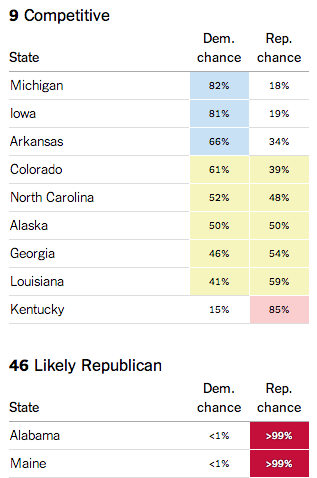 9 Competitive
Dem. Rep.
State chance chance
Michigan 82% 18%
Iowa 81% 19%
Arkansas 66% 34%
Colorado 61% 39%
North Carolina 52% 48%
Alaska 50% 50%
Georgia 46% 54%
Louisiana 41% 59%
Kentucky 15% 85%
46 Likely Republican
Dem. Rep.
State chance chance
Alabama <1% >99%
Maine <1% >99%